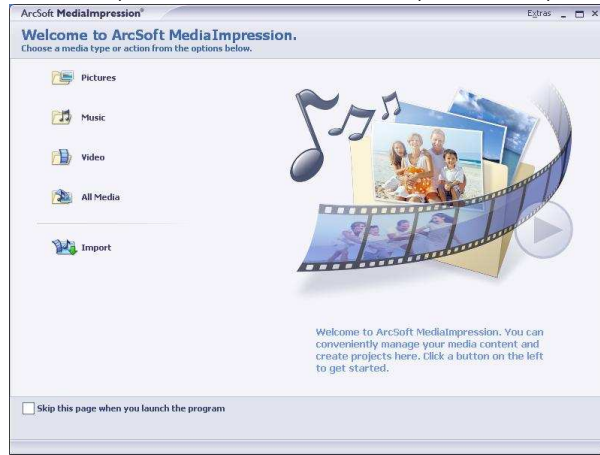 ArcSoft MediaImpression®
Extras
Welcome to ArcSoft MediaImpression.
Choose a media type or action from the options below.
Pictures
Music
Video
All Media
Import
Welcome to ArcSoft MediaImpression. You can
conveniently manage your media content and
create projects here. Click a button on the left
to get started.
Skip this page when you launch the program